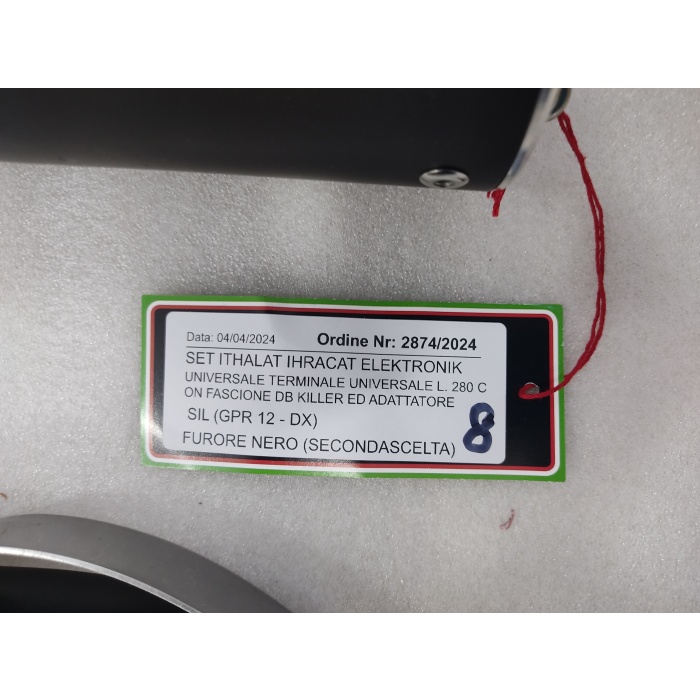 Data: 04/04/2024 Ordine Nr: 2874/2024
SET ITHALAT IHRACAT ELEKTRONIK
UNIVERSALE TERMINALE UNIVERSALE L. 280 C
ON FASCIONE DB KILLER ED ADATTATORE
SIL (GPR 12 - DX)
FURORE NERO (SECONDASCELTA)
8